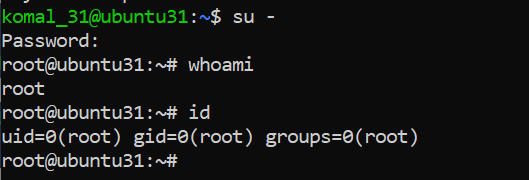 komal_31@ubuntu31:~$ su -
Password:
root@ubuntu31:~# whoami
root
root@ubuntu31:~# id
uid=0(root) gid=0(root) groups=0(root)
root@ubuntu31:~#